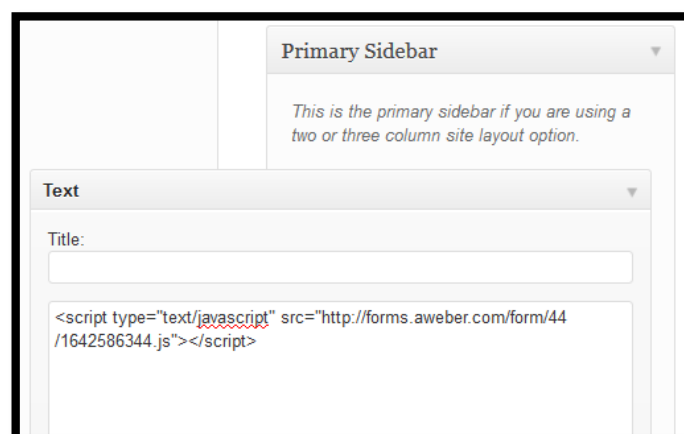 Primary Sidebar
This is the primary sidebar if you are using a
two or three column site layout option.
Text
Title:
<script type="text/javascript" src="http://forms.aweber.com/form/44
/1642586344.js"></script>